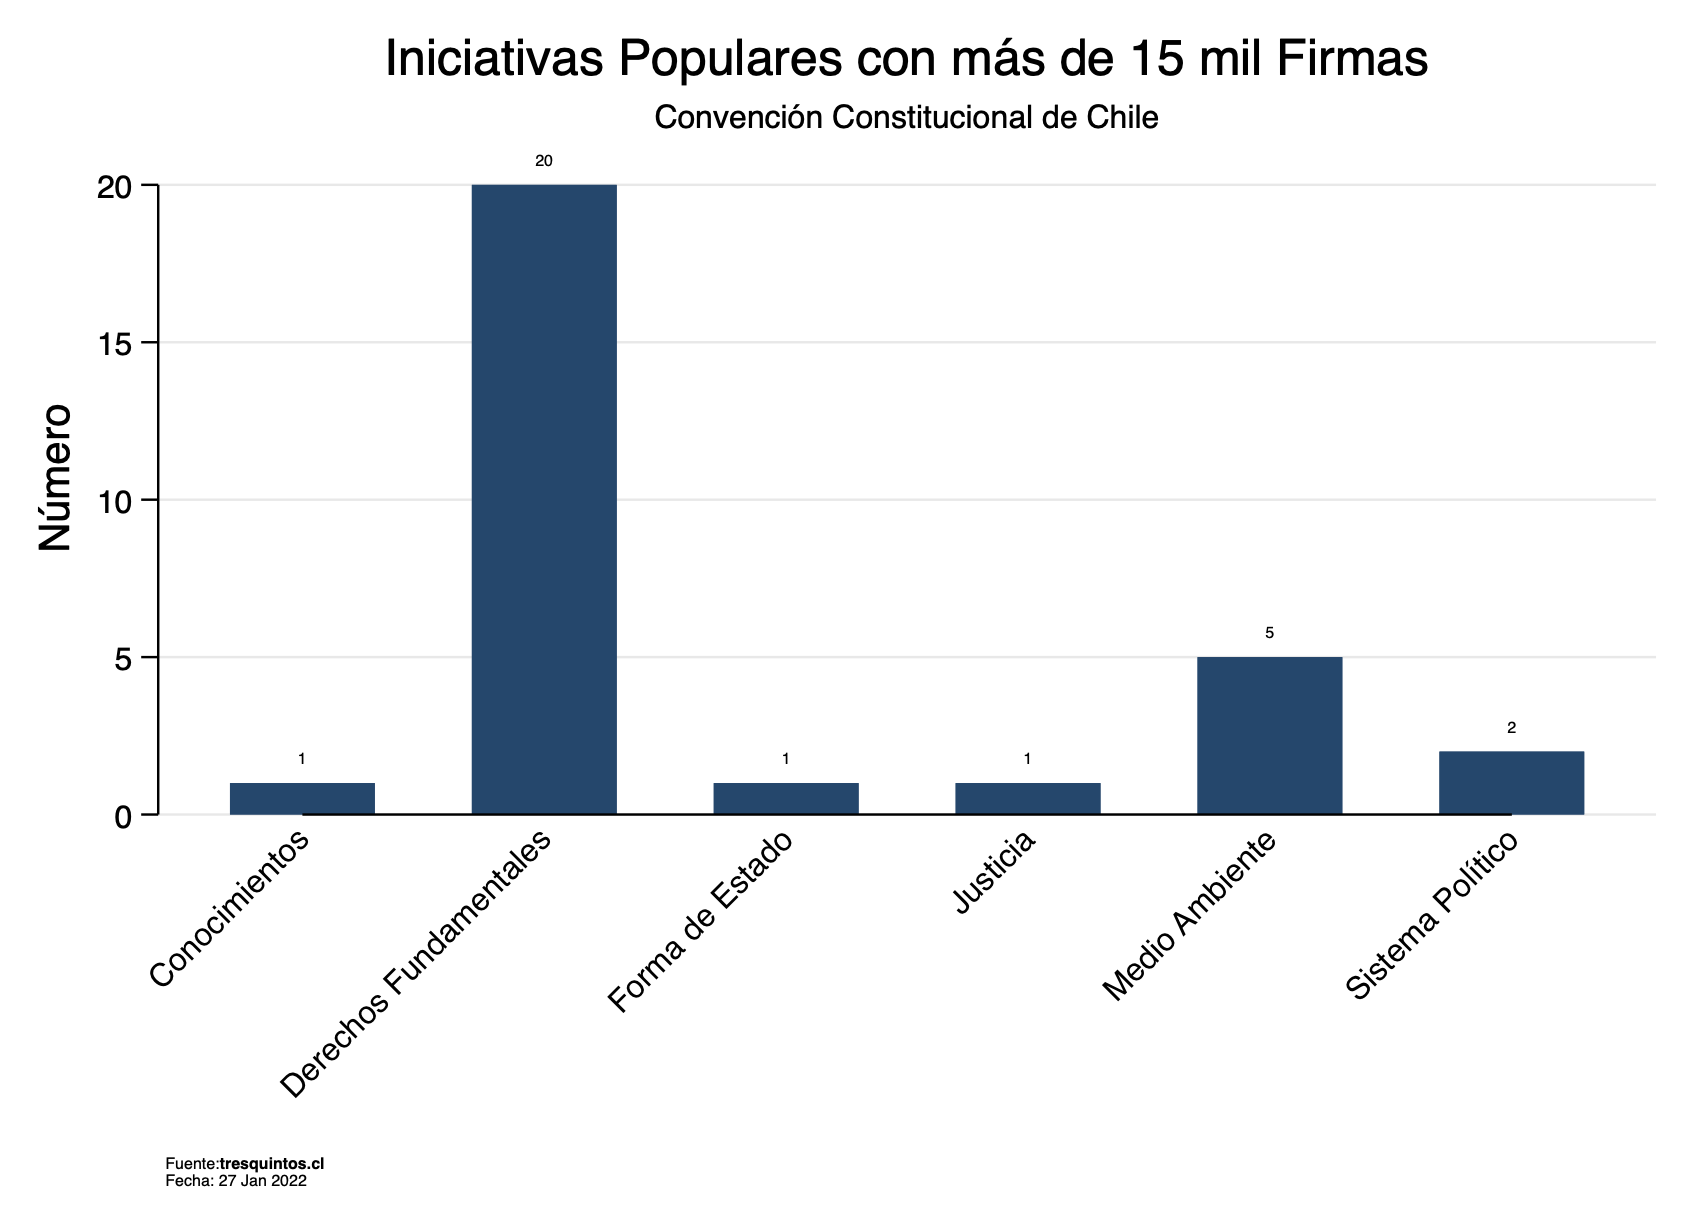 Iniciativas Populares con más de 15 mil Firmas
Convención Constitucional de Chile
Número
20
15
10
5
0
1
20
1
1
5
2
Conocimientos
Derechos Fundamentales
Forma de Estado
Justicia
Medio Ambiente
Sistema Político
Fuente:tresquintos.cl
Fecha: 27 Jan 2022